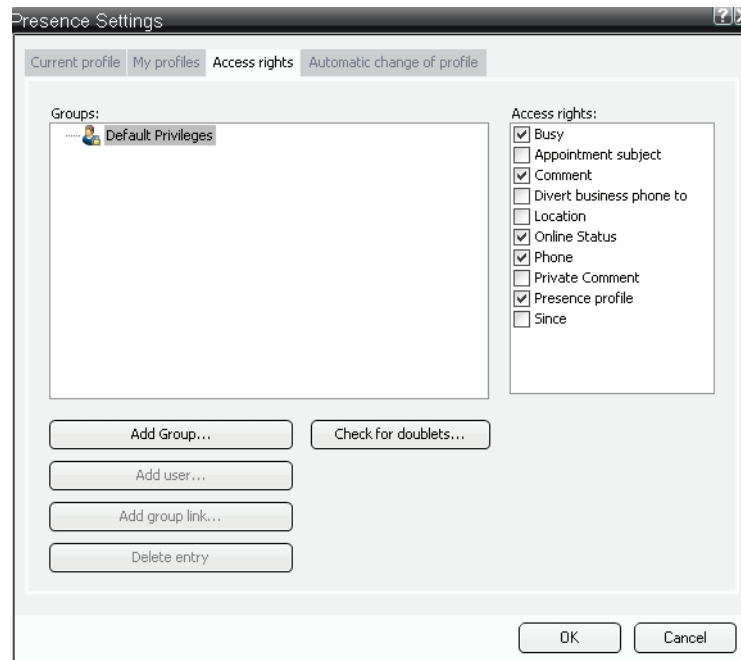 Presence Settings
Current profile My profiles Access rights Automatic change of profile
Groups:
Default Privileges
Access rights:
Busy
Appointment subject
Comment
Divert business phone to
Location
Online Status
Phone
Private Comment
Presence profile
Since
Add Group... Check for doublets...
Add user...
Add group link...
Delete entry
OK Cancel